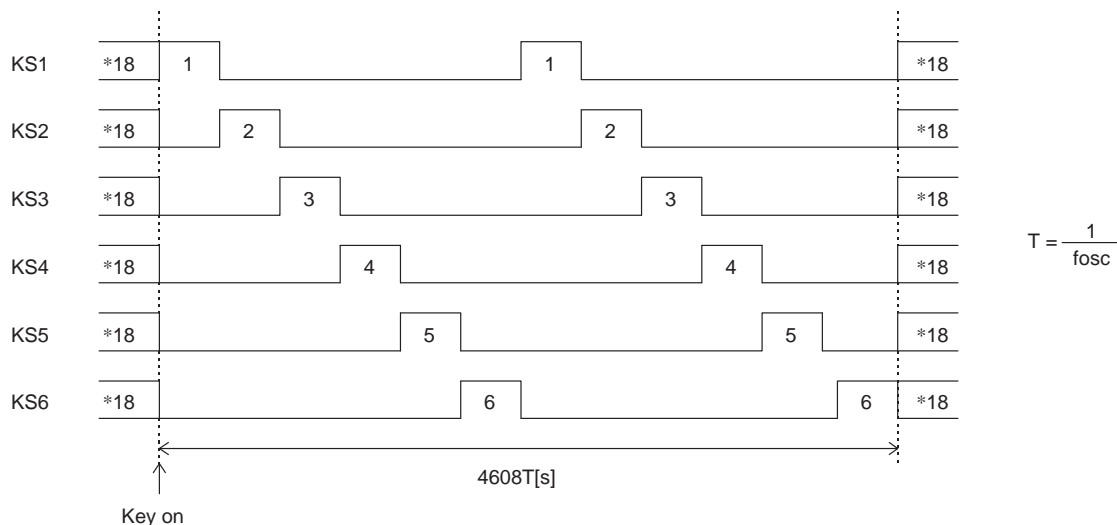 KS1 *18 1 1 *18
KS2 *18 2 2 *18
KS3 *18 3 3 *18
T = 1
fosc
KS4 *18 4 4 *18
KS5 *18 5 5 *18
KS6 *18 6 6 *18
4608T[s]
Key on